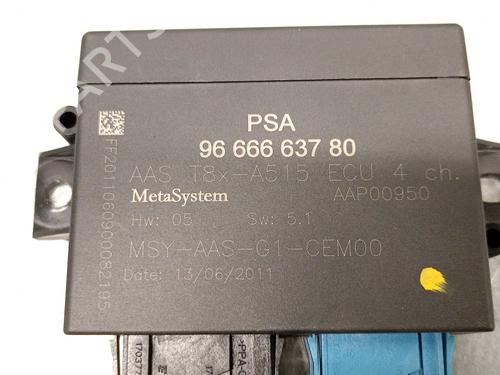 PARTS
PSA
96 666 637 80
AAS T8x-A515 ECU 4 ch.
MetaSystem AAP00950
Hw: 05 Sw: 5.1
MSY-AAS-G1-CEM00
Date: 13/06/2011
FF2011060900082195